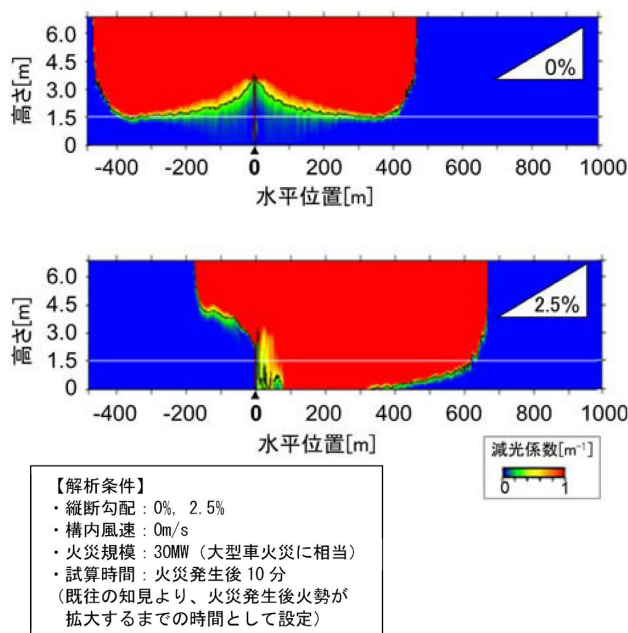 6.0
4.5
3.0
1.5
0
高さ[m]
0%
-400 -200 0 200 400 600 800 1000
水平位置[m]
6.0
4.5
3.0
1.5
0
高さ[m]
2.5%
-400 -200 0 200 400 600 800 1000
水平位置[m]
減光係数[m⁻¹]
0 1
【解析条件】
・縦断勾配：0%, 2.5%
・構内風速：0m/s
・火災規模：30MW（大型車火災に相当）
・試算時間：火災発生後 10 分
（既往の知見より、火災発生後火勢が
拡大するまでの時間として設定）